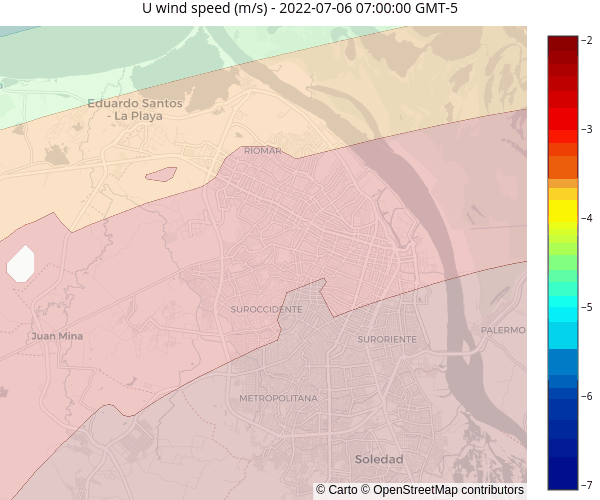 U wind speed (m/s) - 2022-07-06 07:00:00 GMT-5
−2
Eduardo Santos
- La Playa
−3
RIOMAR
−4
−5
SUROCCIDENTE
Juan Mina
SURORIENTE
PALERMO
−6
METROPOLITANA
Soledad
−7
© Carto © OpenStreetMap contributors